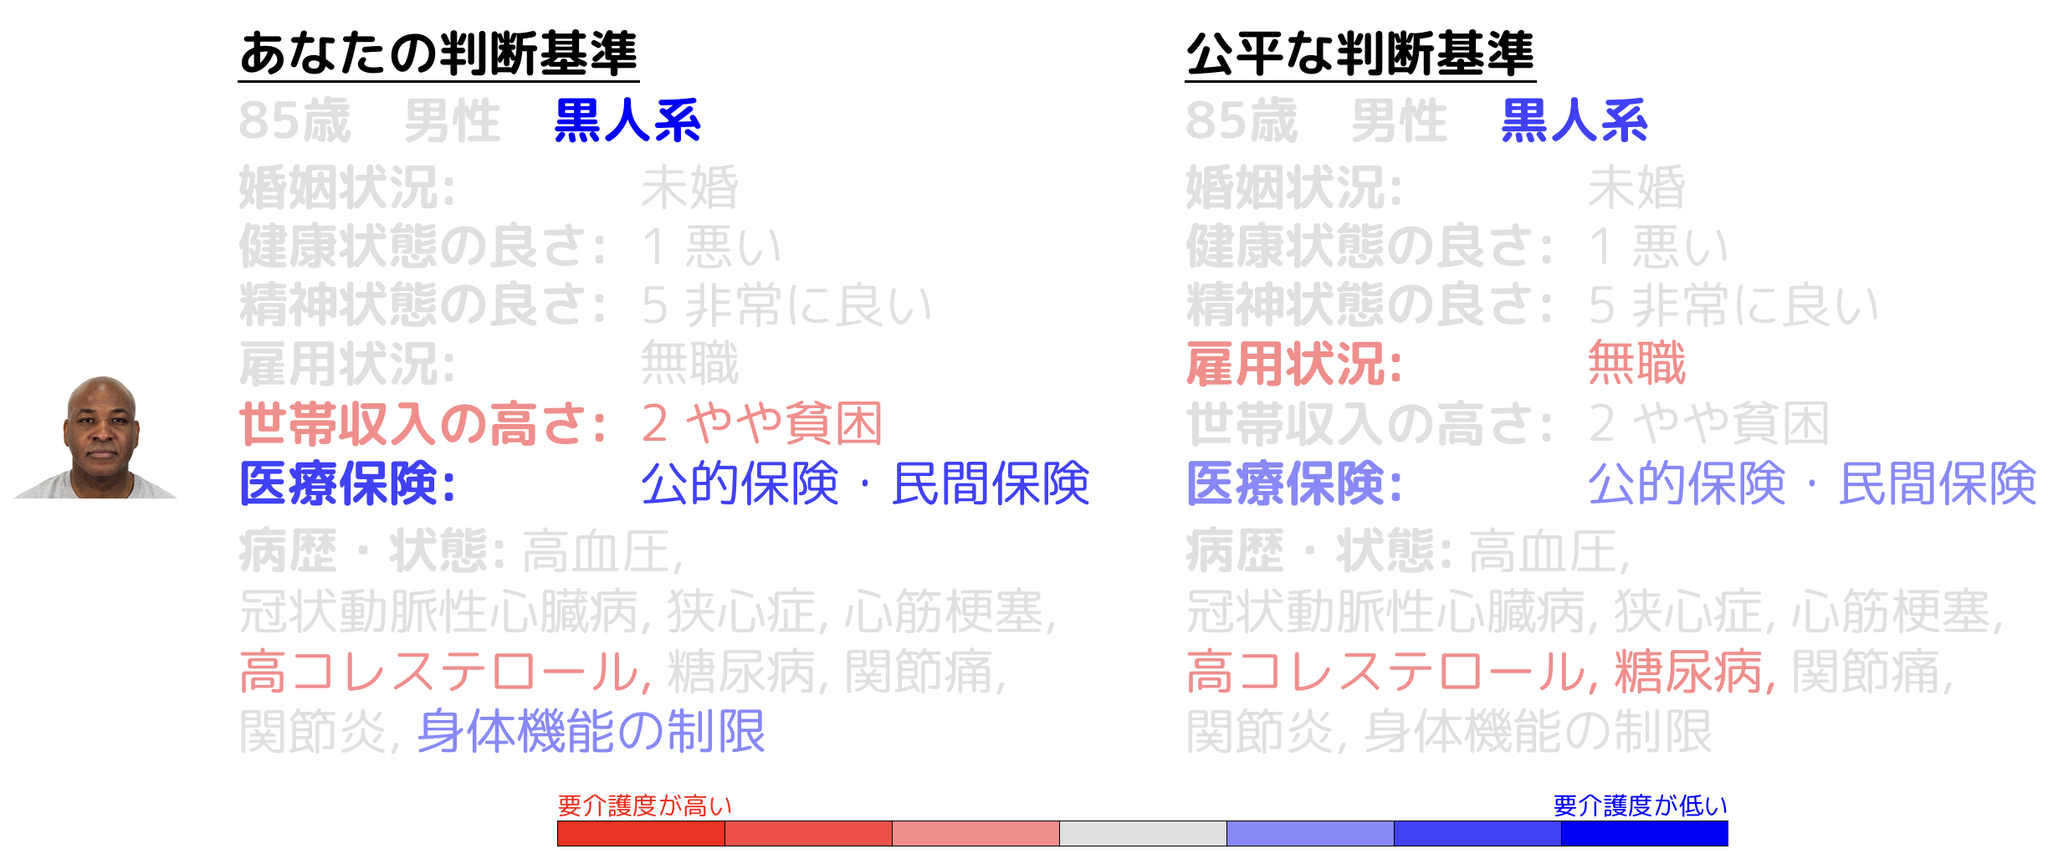 あなたの判断基準
85歳 男性 黒人系
婚姻状況: 未婚
健康状態の良さ: 1 悪い
精神状態の良さ: 5 非常に良い
雇用状況: 無職
世帯収入の高さ: 2 やや貧困
医療保険: 公的保険・民間保険
病歴・状態: 高血圧,
冠状動脈性心臓病, 狭心症, 心筋梗塞,
高コレステロール, 糖尿病, 関節痛,
関節炎, 身体機能の制限
公平な判断基準
85歳 男性 黒人系
婚姻状況: 未婚
健康状態の良さ: 1 悪い
精神状態の良さ: 5 非常に良い
雇用状況: 無職
世帯収入の高さ: 2 やや貧困
医療保険: 公的保険・民間保険
病歴・状態: 高血圧,
冠状動脈性心臓病, 狭心症, 心筋梗塞,
高コレステロール, 糖尿病, 関節痛,
関節炎, 身体機能の制限
要介護度が高い
要介護度が低い